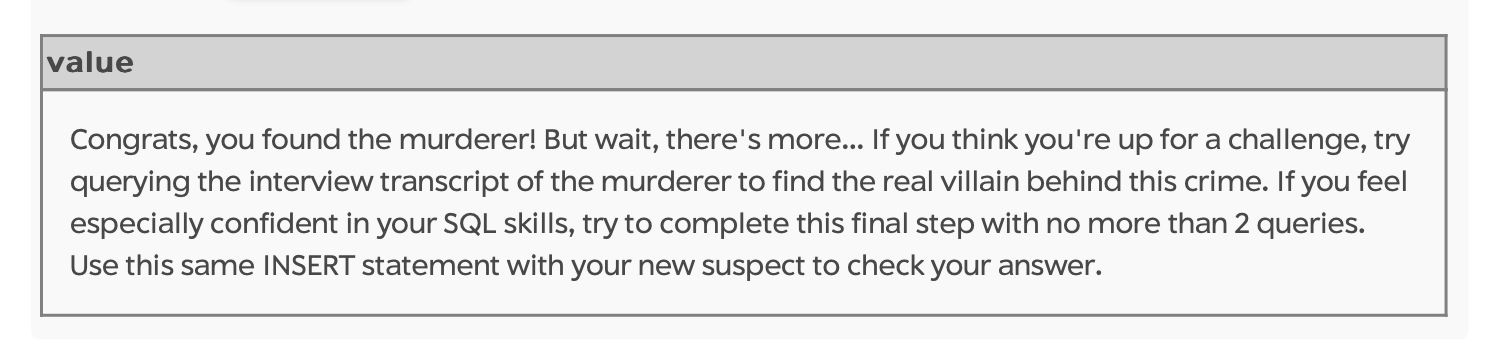 value
Congrats, you found the murderer! But wait, there's more... If you think you're up for a challenge, try
querying the interview transcript of the murderer to find the real villain behind this crime. If you feel
especially confident in your SQL skills, try to complete this final step with no more than 2 queries.
Use this same INSERT statement with your new suspect to check your answer.